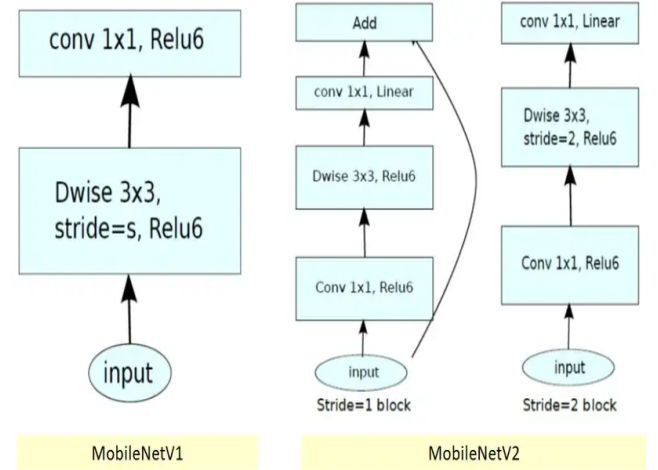 conv 1x1, Relu6
Dwise 3x3,
stride=s, Relu6
input
MobileNetV1
Add
conv 1x1, Linear
Dwise 3x3, Relu6
Conv 1x1, Relu6
input
Stride=1 block
conv 1x1, Linear
Dwise 3x3,
stride=2, Relu6
Conv 1x1, Relu6
input
Stride=2 block
MobileNetV2